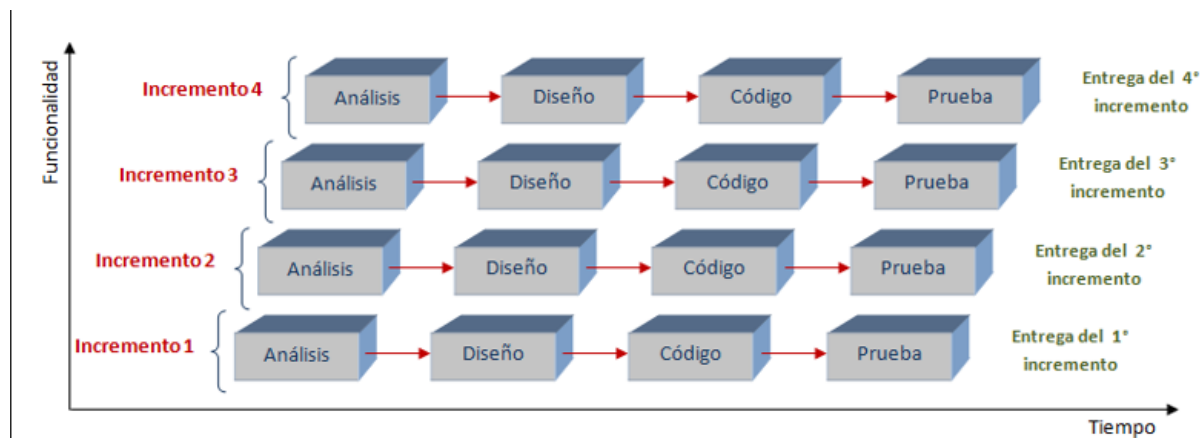 Funcionalidad
Incremento 4
Análisis
Diseño
Código
Prueba
Entrega del 4°
incremento
Incremento 3
Análisis
Diseño
Código
Prueba
Entrega del 3°
incremento
Incremento 2
Análisis
Diseño
Código
Prueba
Entrega del 2°
incremento
Incremento 1
Análisis
Diseño
Código
Prueba
Entrega del 1°
incremento
Tiempo